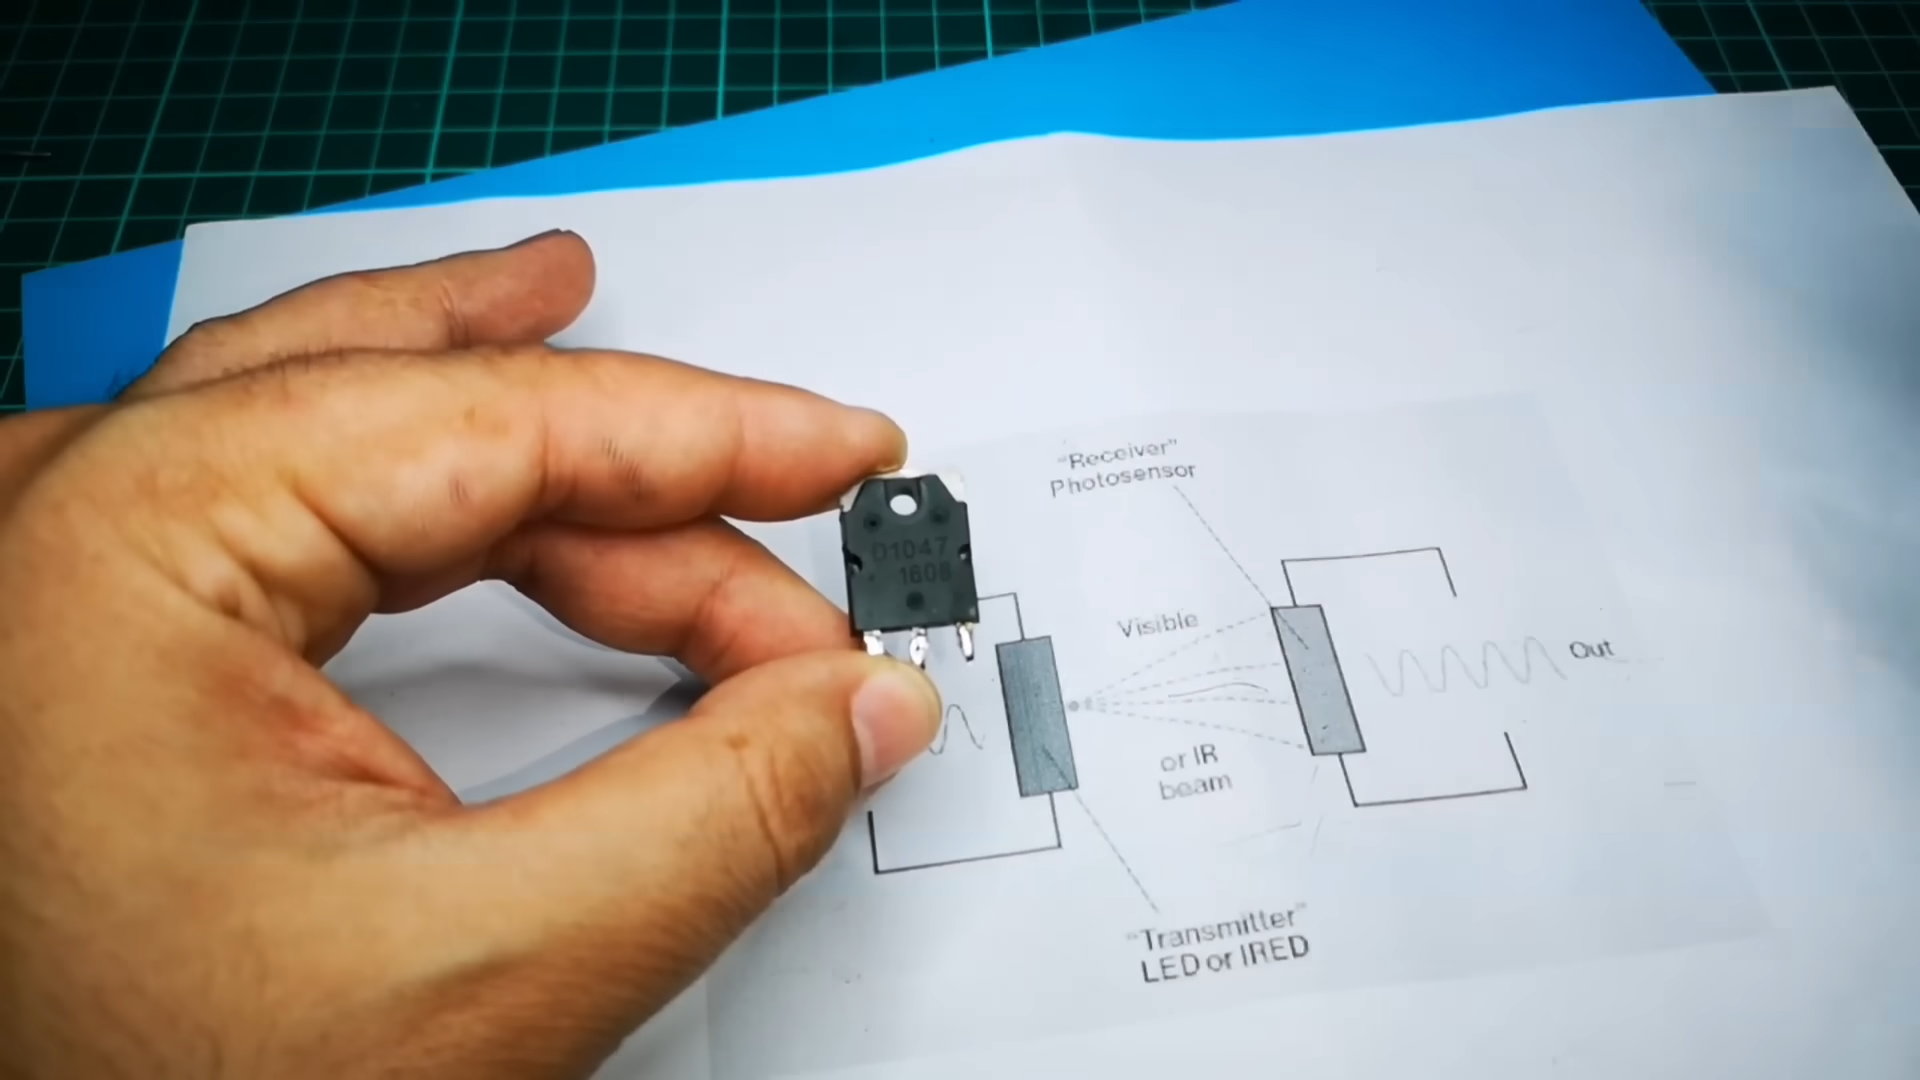 "Receiver"
Photosensor
D1047
1608
Visible
Out
or IR
beam
"Transmitter"
LED or IRED